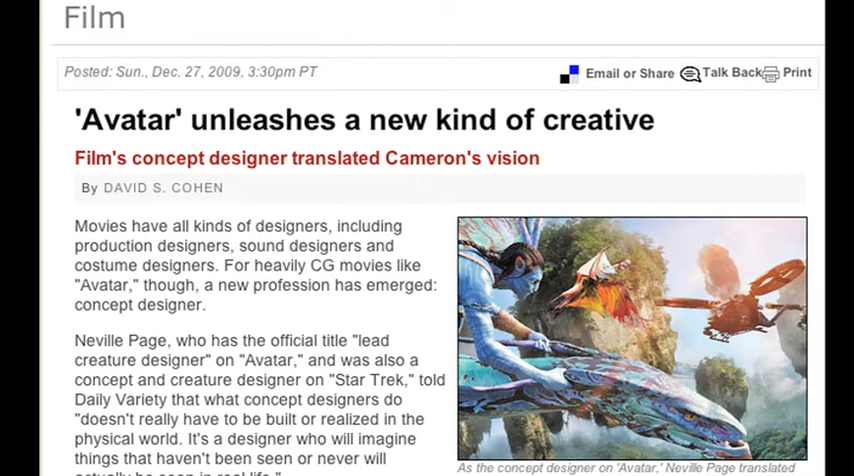 Film
Posted: Sun., Dec. 27, 2009, 3:30pm PT
Email or Share Talk Back Print
'Avatar' unleashes a new kind of creative
Film's concept designer translated Cameron's vision
By DAVID S. COHEN
Movies have all kinds of designers, including
production designers, sound designers and
costume designers. For heavily CG movies like
"Avatar," though, a new profession has emerged:
concept designer.
Neville Page, who has the official title "lead
creature designer" on "Avatar," and was also a
concept and creature designer on "Star Trek," told
Daily Variety that what concept designers do
"doesn't really have to be built or realized in the
physical world. It's a designer who will imagine
things that haven't been seen or never will
actually be seen in real life."
As the concept designer on 'Avatar,' Neville Page translated